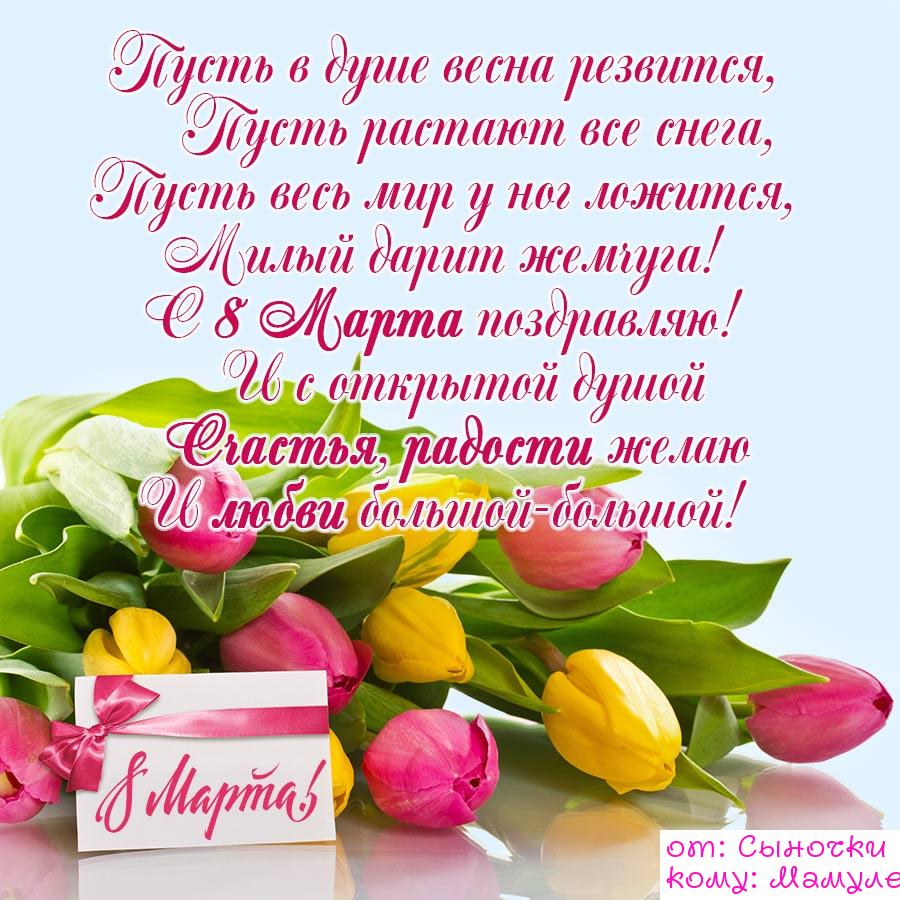 Пусть в душе весна резвится,
Пусть растают все снега,
Пусть весь мир у ног ложится,
Милый дарит жемчуга!
С 8 Марта поздравляю!
И с открытой душой
Счастья, радости желаю
И любви большой-большой!
8 Марта!
от: Сыночки
кому: Мамуле